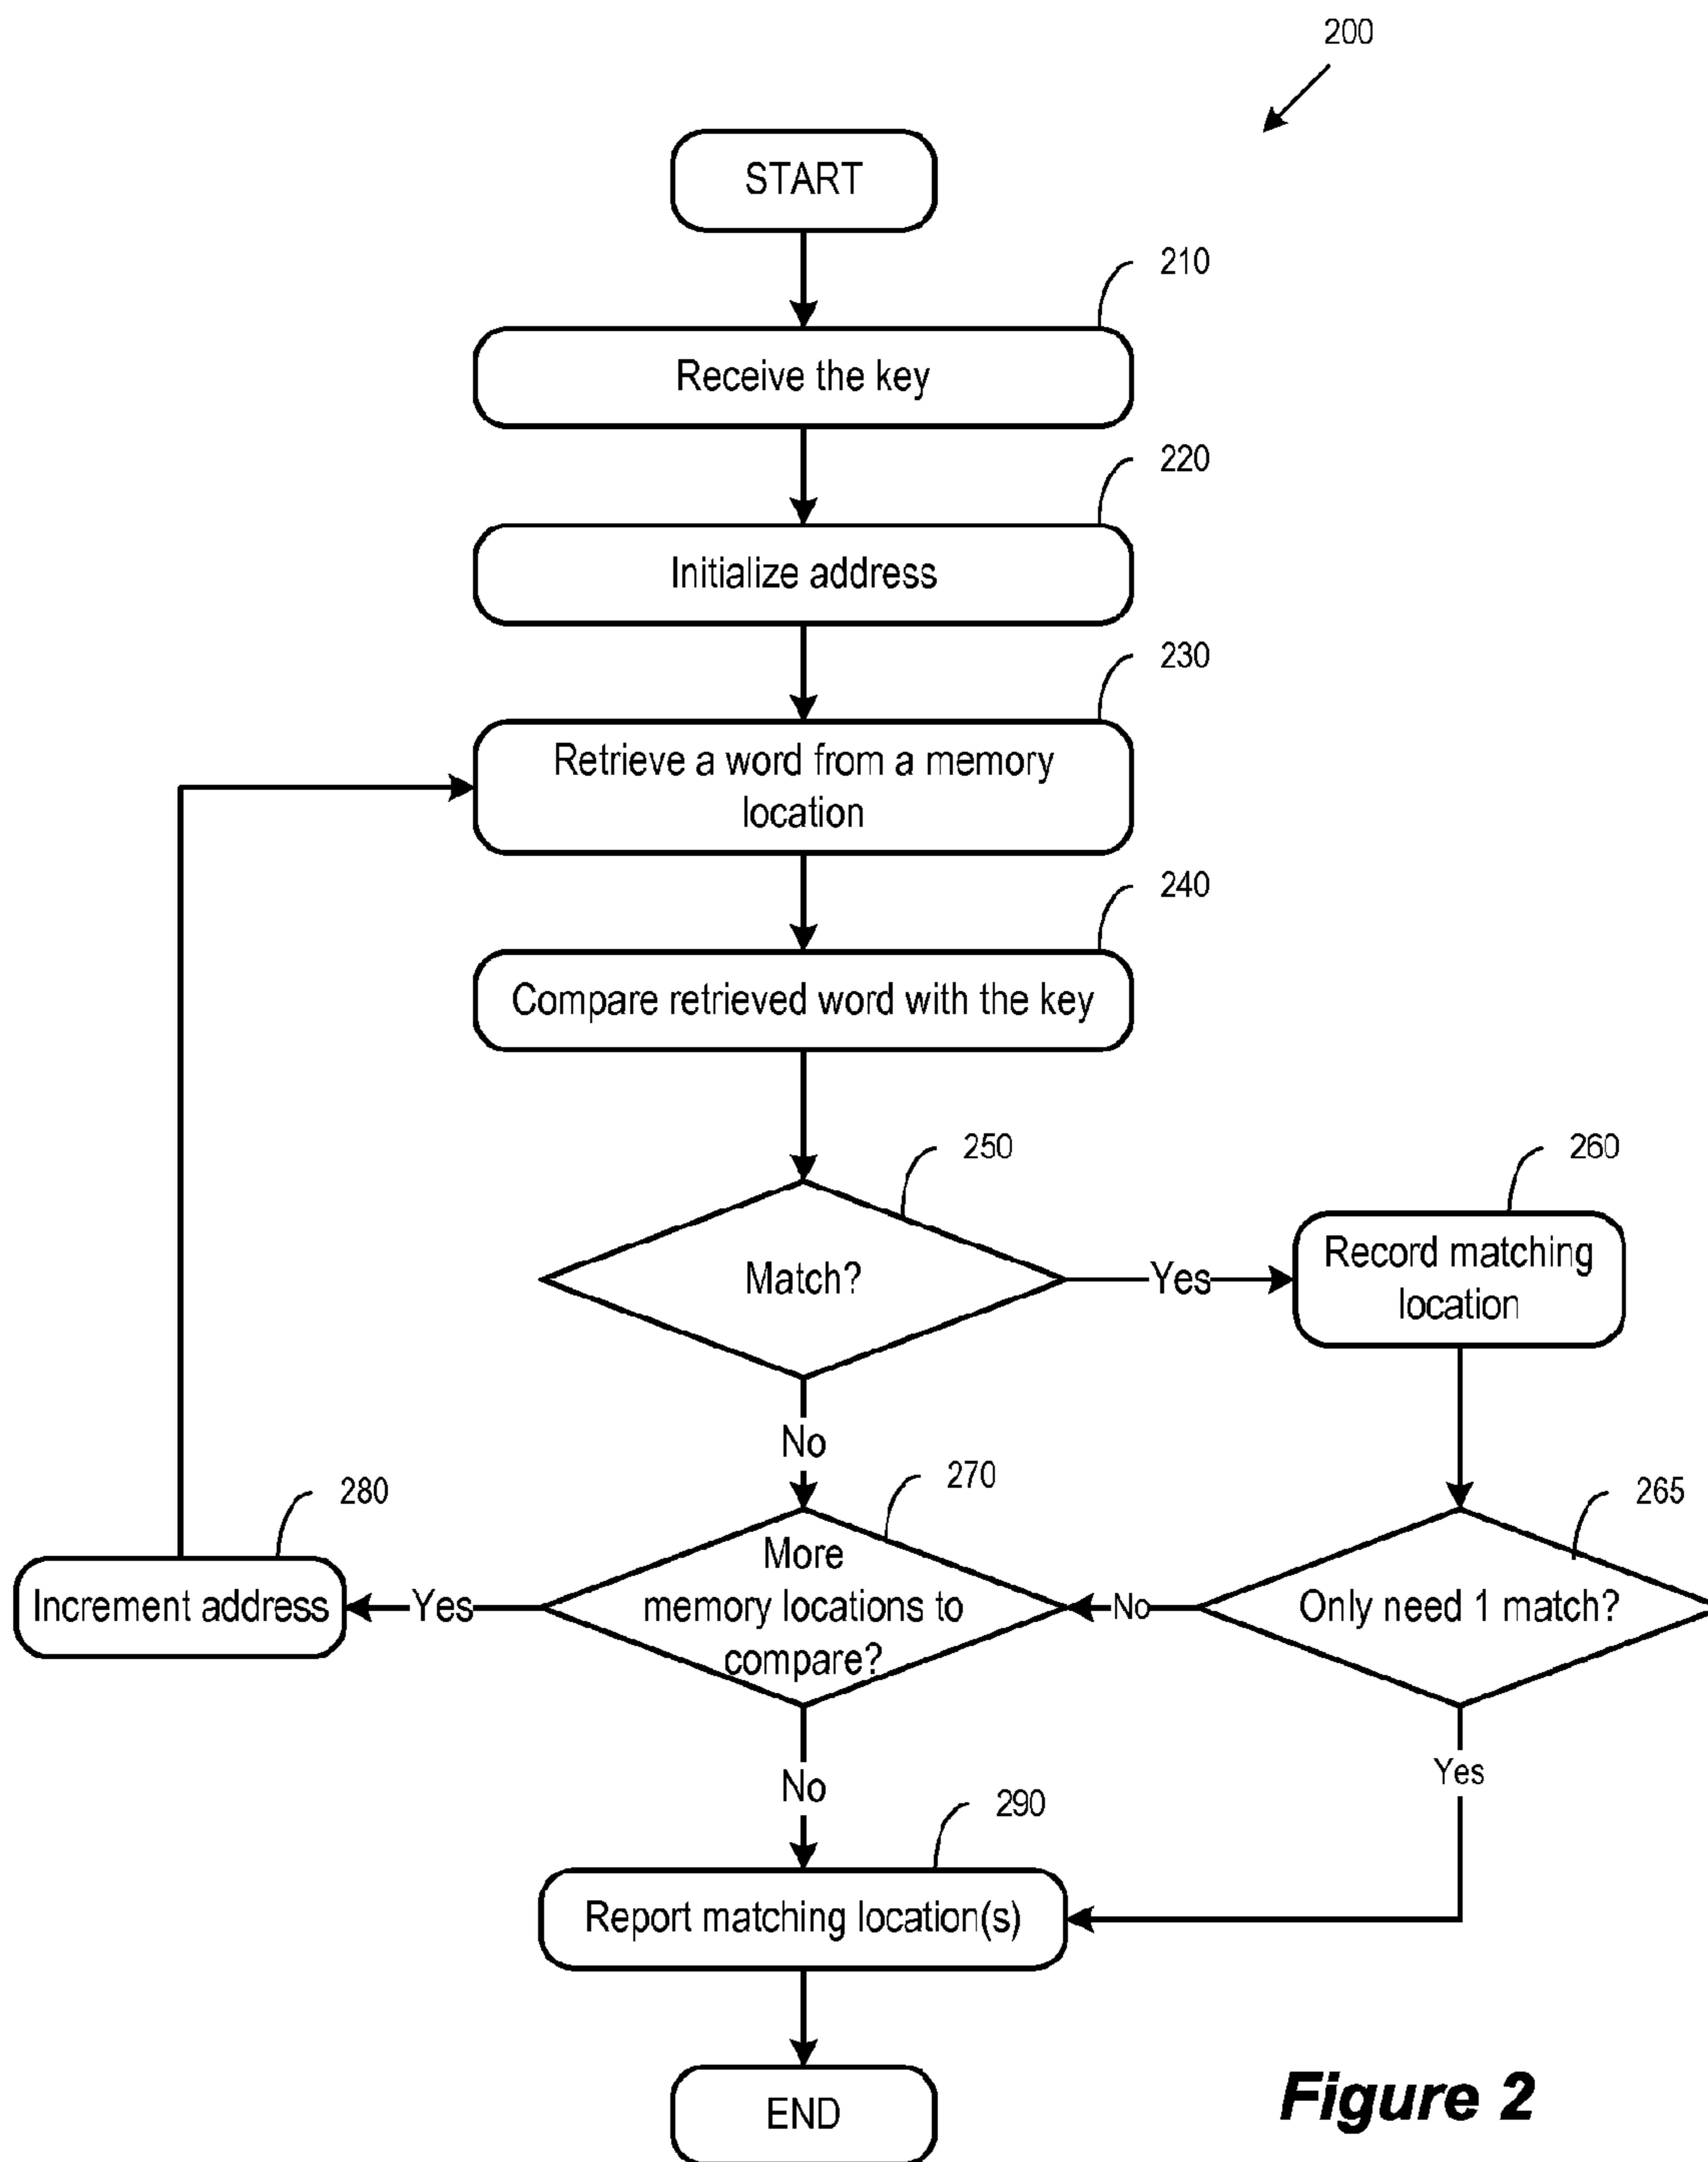 200
START
210
Receive the key
220
Initialize address
230
Retrieve a word from a memory
location
240
Compare retrieved word with the key
250
260
Match?
Yes
Record matching
location
No
270
280
265
More
memory locations to
compare?
Increment address
Yes
No
Only need 1 match?
No
Yes
290
Report matching location(s)
END
Figure 2